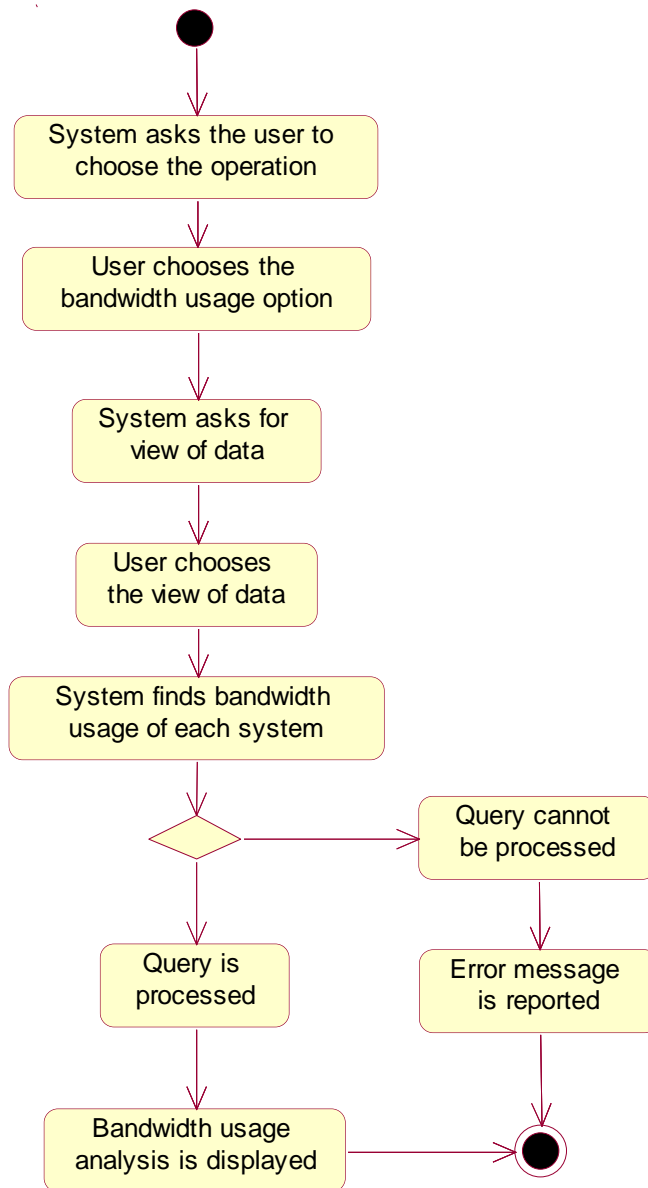 System asks the user to
choose the operation
User chooses the
bandwidth usage option
System asks for
view of data
User chooses
the view of data
System finds bandwidth
usage of each system
Query cannot
be processed
Query is
processed
Error message
is reported
Bandwidth usage
analysis is displayed